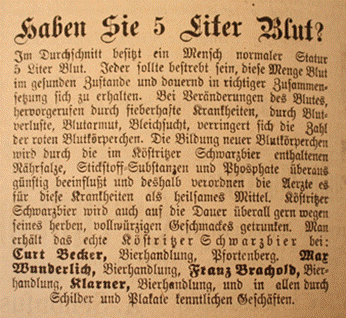 Haben Sie 5 Liter Blut?
Im Durchschnitt besitzt ein Mensch normaler Statur
5 Liter Blut. Jeder sollte bestrebt sein, diese Menge Blut
im gesunden Zustande und dauernd in richtiger Zusammen-
setzung sich zu erhalten. Bei Veränderungen des Blutes,
hervorgerufen durch fieberhafte Krankheiten, durch Blut-
verluste, Blutarmut, Bleichsucht, verringert sich die Zahl
der roten Blutkörperchen. Die Bildung neuer Blutkörperchen
wird durch die im Köstritzer Schwarzbier enthaltenen
Nährsalze, Stickstoff-Substanzen und Phosphate überaus
günstig beeinflußt und deshalb verordnen die Aerzte es
für diese Krankheiten als heilsames Mittel. Köstritzer
Schwarzbier wird auch auf die Dauer überall gern wegen
seines herben, vollwürzigen Geschmackes getrunken. Man
erhält das echte Köstritzer Schwarzbier bei:
Curt Becker, Bierhandlung, Pfortenberg. Max
Wunderlich, Bierhandlung, Franz Brachold, Bier-
handlung, Klarner, Bierhandlung, und in allen durch
Schilder und Plakate kenntlichen Geschäften.